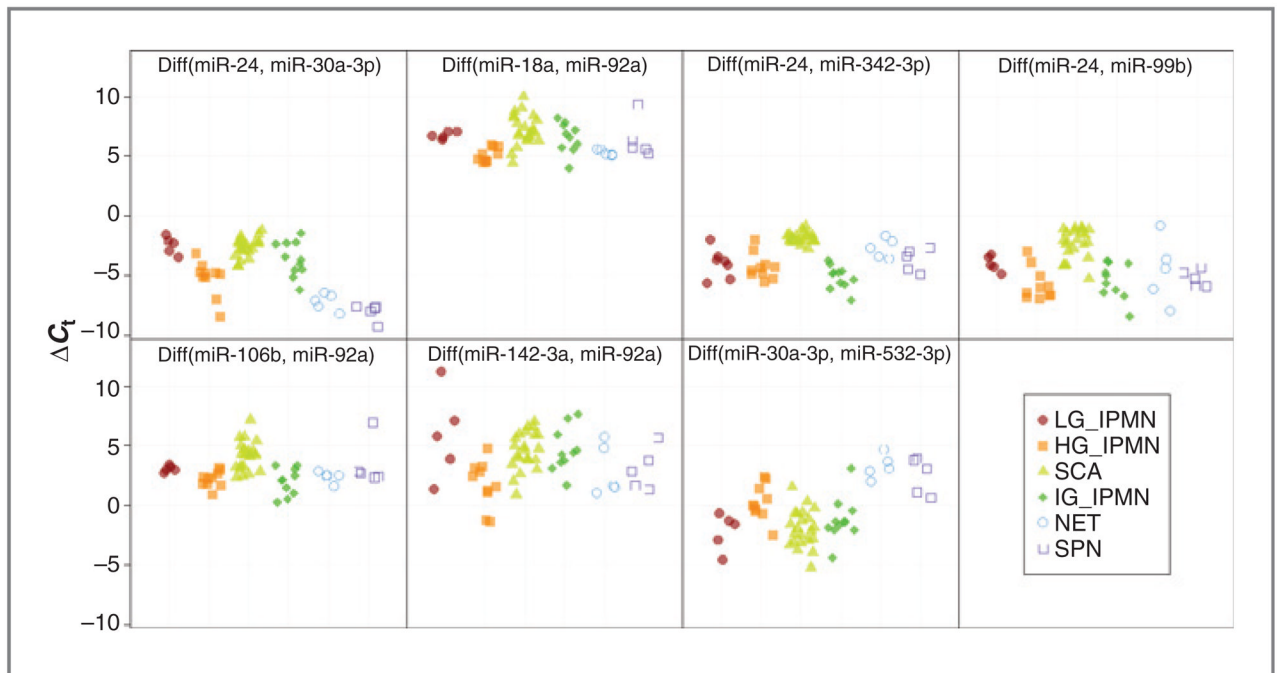 Diff(miR-24, miR-30a-3p)
Diff(miR-18a, miR-92a)
Diff(miR-24, miR-342-3p)
Diff(miR-24, miR-99b)
10
5
0
−5
−10
ΔCt
Diff(miR-106b, miR-92a)
Diff(miR-142-3a, miR-92a)
Diff(miR-30a-3p, miR-532-3p)
10
5
0
−5
−10
LG_IPMN
HG_IPMN
SCA
IG_IPMN
NET
SPN